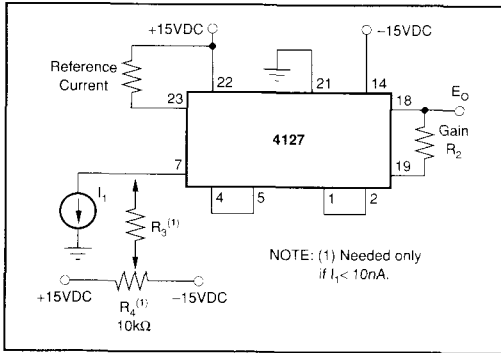 +15VDC
-15VDC
Reference
Current
22
21
14
23
18
E_O
4127
Gain
R_2
7
19
I_1
4
5
1
2
R_3^(1)
NOTE: (1) Needed only
if I_1 < 10nA.
+15VDC
R_4^(1)
-15VDC
10kΩ